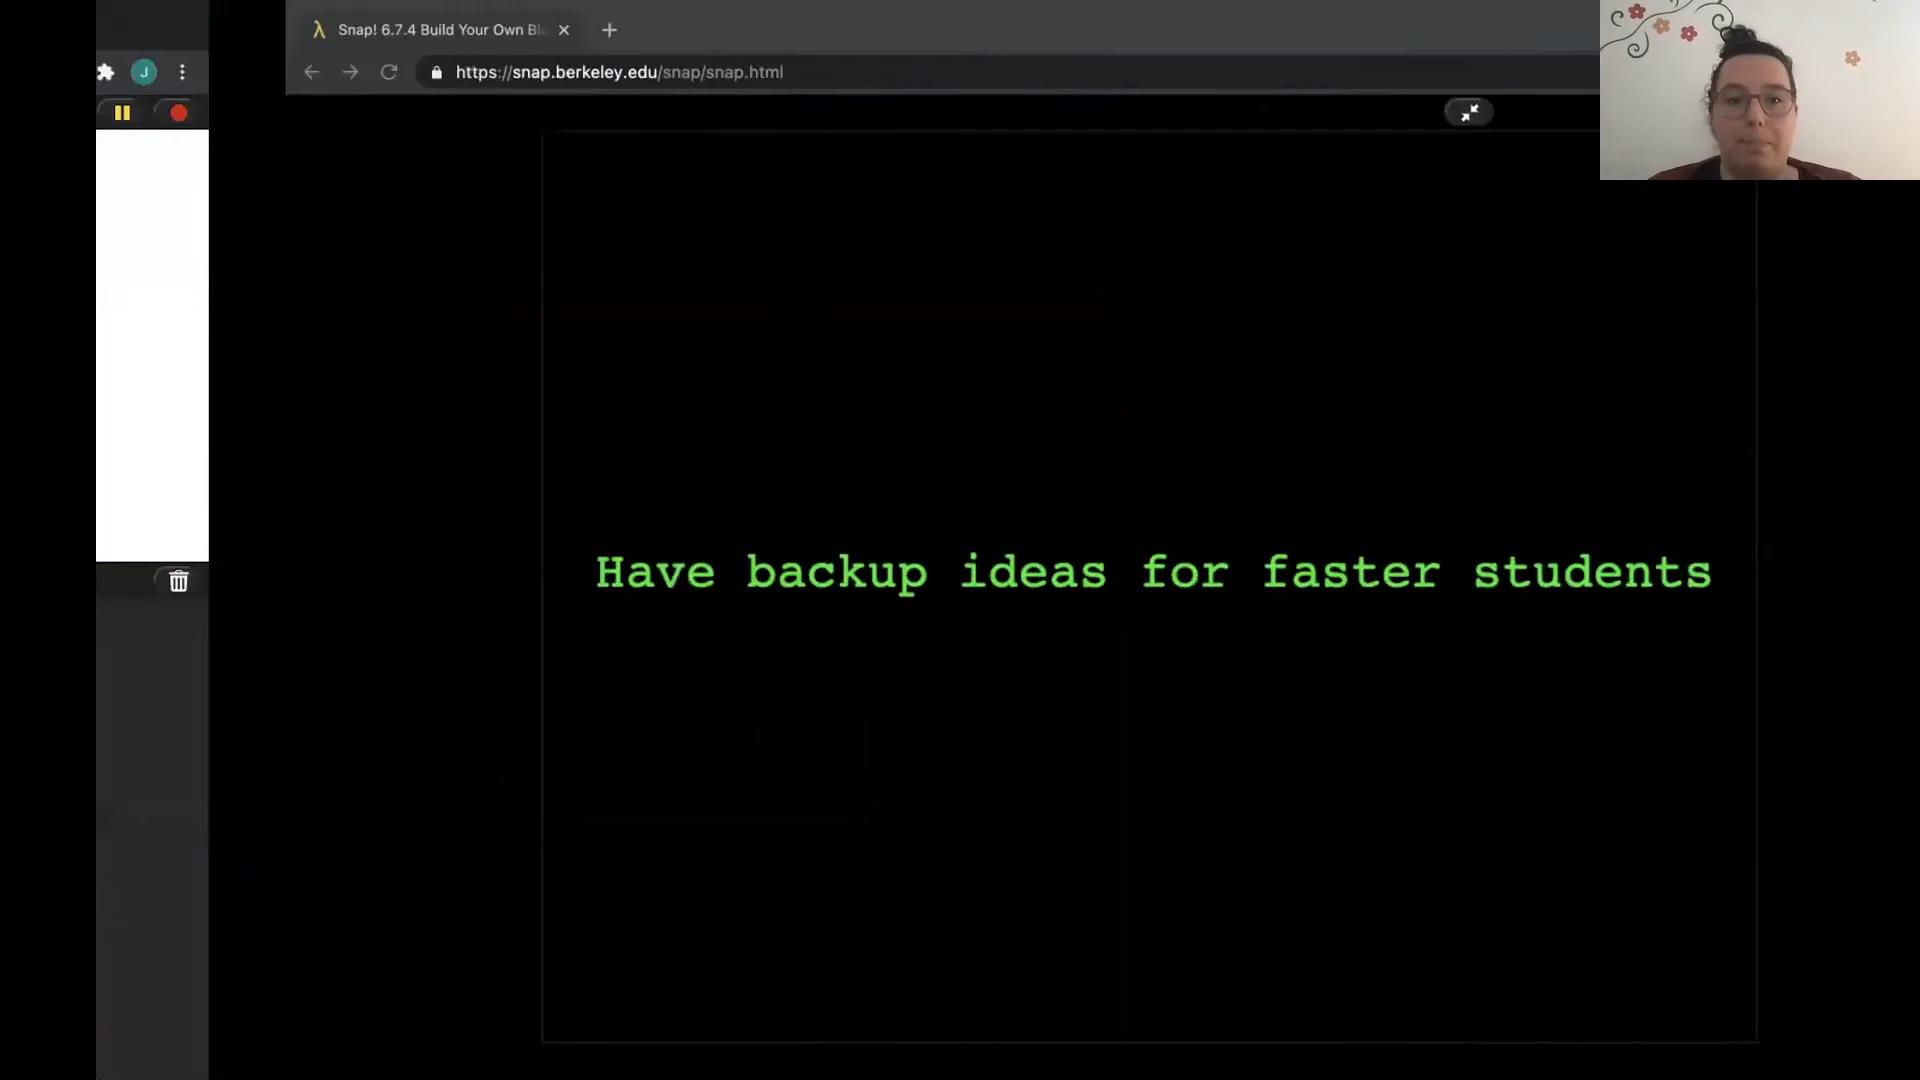 λ Snap! 6.7.4 Build Your Own Bl
https://snap.berkeley.edu/snap/snap.html
J
Have backup ideas for faster students